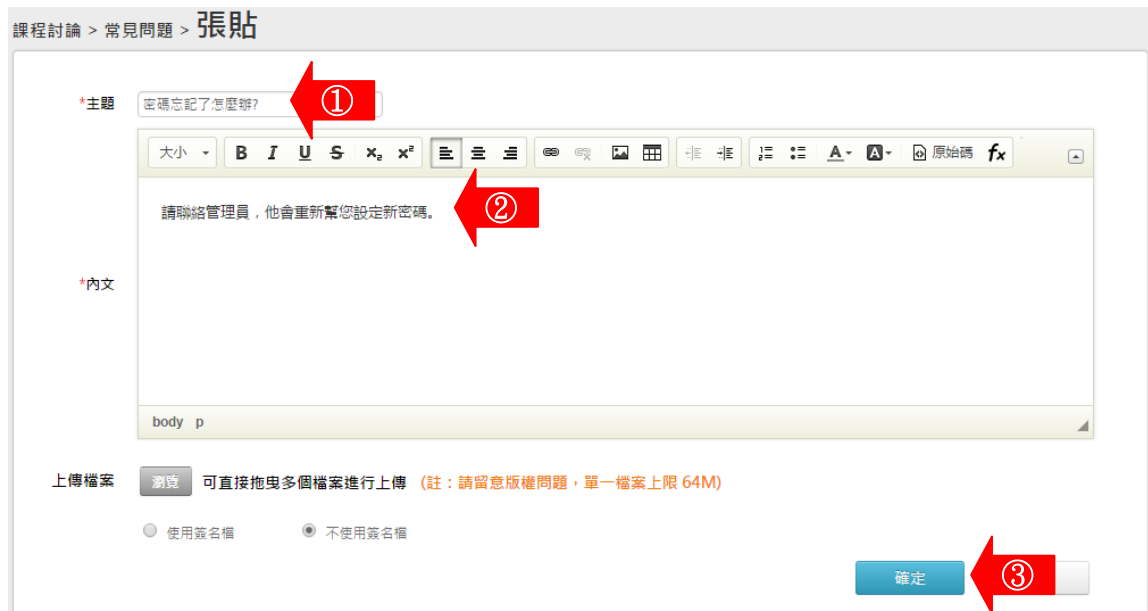 課程討論 > 常見問題 > 張貼
*主題 密碼忘記了怎麼辦? ①
大小 B I U S x₂ x² A A 原始碼 fx
請聯絡管理員，他會重新幫您設定新密碼。 ②
*內文
body p
上傳檔案 瀏覽 可直接拖曳多個檔案進行上傳 (註：請留意版權問題，單一檔案上限 64M)
使用簽名檔 不使用簽名檔
確定 ③